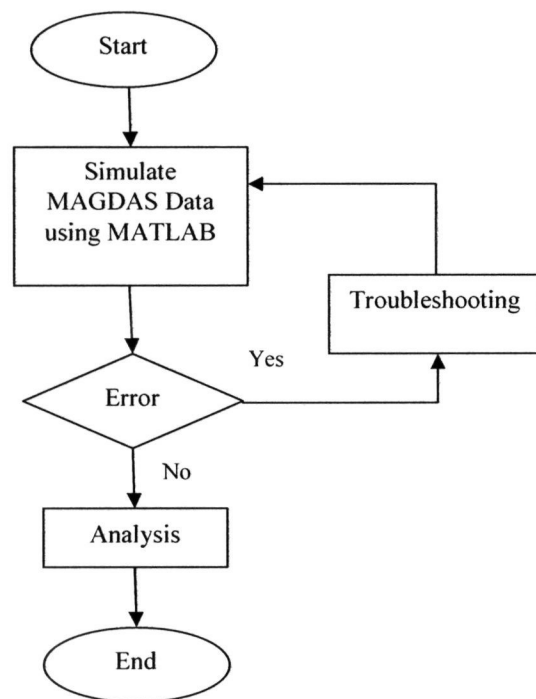 Start
Simulate
MAGDAS Data
using MATLAB
Troubleshooting
Yes
Error
No
Analysis
End